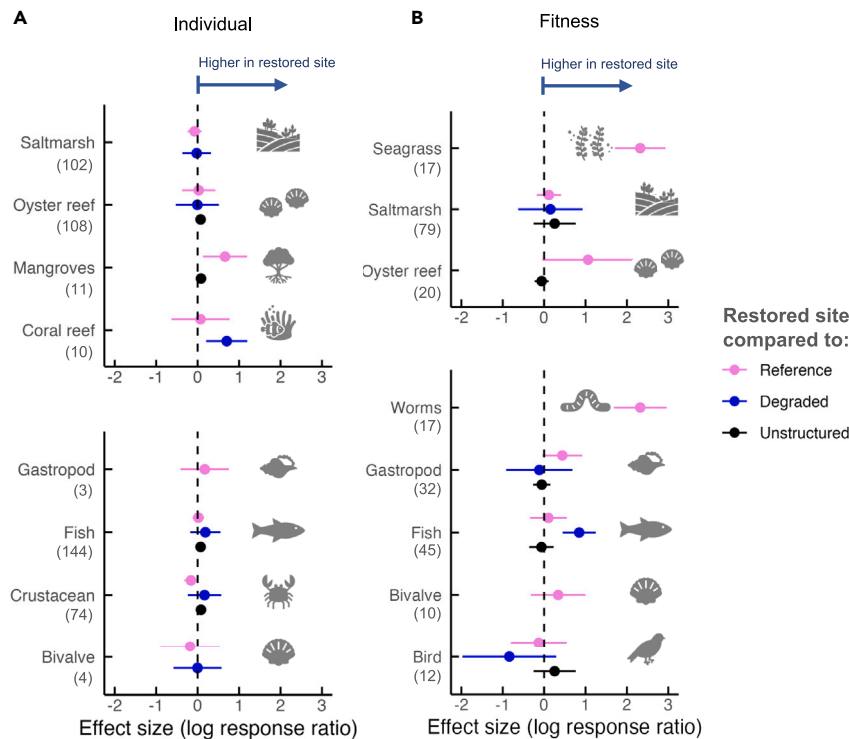 A
Individual
Higher in restored site
Saltmarsh
(102)
Oyster reef
(108)
Mangroves
(11)
Coral reef
(10)
-2 -1 0 1 2 3
Gastropod
(3)
Fish
(144)
Crustacean
(74)
Bivalve
(4)
-2 -1 0 1 2 3
Effect size (log response ratio)
B
Fitness
Higher in restored site
Seagrass
(17)
Saltmarsh
(79)
Oyster reef
(20)
-2 -1 0 1 2 3
Worms
(17)
Gastropod
(32)
Fish
(45)
Bivalve
(10)
Bird
(12)
-2 -1 0 1 2 3
Effect size (log response ratio)
Restored site
compared to:
Reference
Degraded
Unstructured